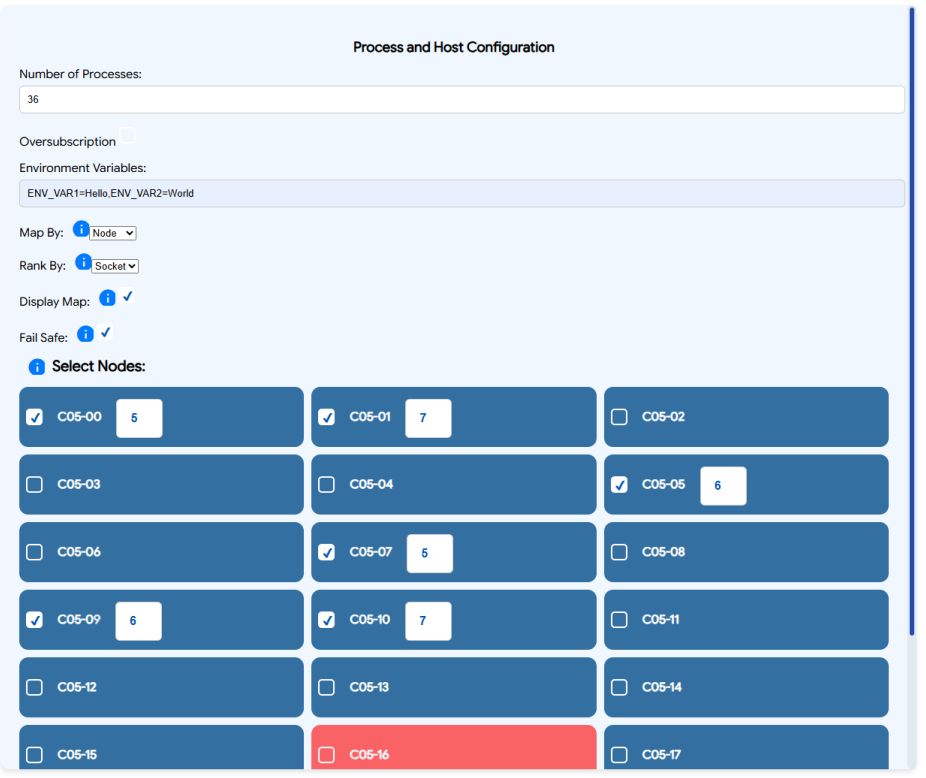 Process and Host Configuration
Number of Processes:
36
Oversubscription
Environment Variables:
ENV_VAR1=Hello,ENV_VAR2=World
Map By: i Node
Rank By: i Socket
Display Map: i
Fail Safe: i
i Select Nodes:
C05-00 5 C05-01 7 C05-02
C05-03 C05-04 C05-05 6
C05-06 C05-07 5 C05-08
C05-09 6 C05-10 7 C05-11
C05-12 C05-13 C05-14
C05-15 C05-16 C05-17